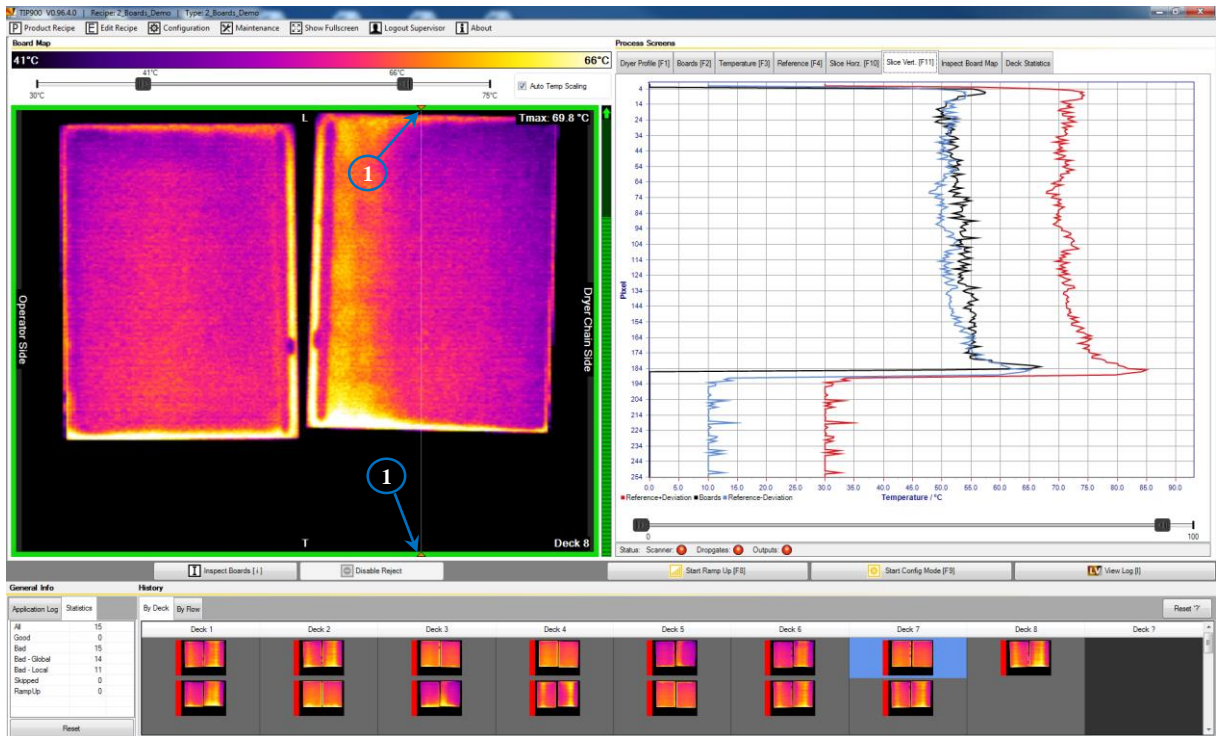 TIP900 V0.96.4.0 | Recipe: 2_Boards_Demo | Type: 2_Boards_Demo
P Product Recipe E Edit Recipe Configuration Maintenance Show Fullscreen Logout Supervisor i About
Board Map
41°C 66°C
41°C 66°C
30°C 75°C
Auto Temp Scaling
L Tmax: 69.8 °C
1
Operator Side
Dryer Chain Side
1
T Deck 8
Process Screens
Dryer Profile [F1] Boards [F2] Temperature [F3] Reference [F4] Slice Horz. [F10] Slice Vert. [F11] Inspect Board Map Deck Statistics
Pixel
4
14
24
34
44
54
64
74
84
94
104
114
124
134
144
154
164
174
184
194
204
214
224
234
244
254
0.0 5.0 10.0 15.0 20.0 25.0 30.0 35.0 40.0 45.0 50.0 55.0 60.0 65.0 70.0 75.0 80.0 85.0 90.0
Reference+Deviation Boards Reference-Deviation Temperature / °C
0 100
Status: Scanner: Dropgates: Outputs:
Inspect Boards [↓] Disable Reject Start Ramp Up [F8] Start Config Mode [F9] LV View Log [l]
General Info
Application Log Statistics
All 15
Good 0
Bad 15
Bad - Global 14
Bad - Local 11
Skipped 0
RampUp 0
Reset
History
By Deck By Row Reset '?'
Deck 1 Deck 2 Deck 3 Deck 4 Deck 5 Deck 6 Deck 7 Deck 8 Deck ?